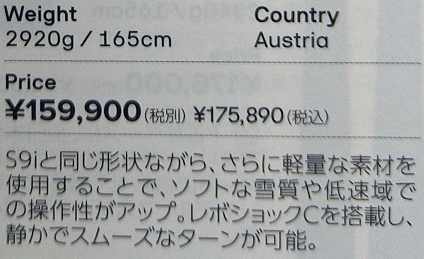 Weight Country
2920g / 165cm Austria
Price
¥159,900(税別) ¥175,890(税込)
S9iと同じ形状ながら、さらに軽量な素材を
使用することで、ソフトな雪質や低速域で
の操作性がアップ。レボショックCを搭載し、
静かでスムーズなターンが可能。